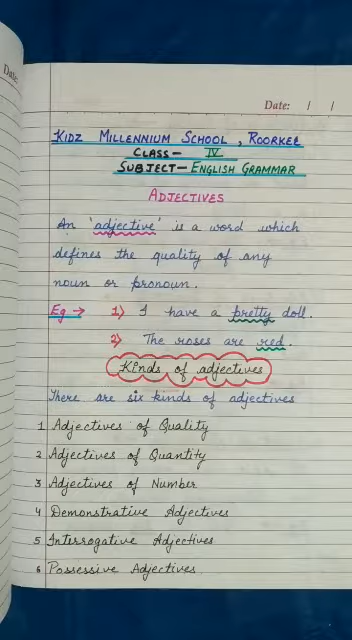 Date:
Date: / /
KIDZ MILLENNIUM SCHOOL, ROORKEE
CLASS- IV
SUBJECT- ENGLISH GRAMMAR
ADJECTIVES
An 'adjective' is a word which
defines the quality of any
noun or pronoun.
Eg → 1) I have a pretty doll.
2) The roses are red.
Kinds of adjectives
There are six kinds of adjectives
1 Adjectives of Quality
2 Adjectives of Quantity
3 Adjectives of Number
4 Demonstrative Adjectives
5 Interrogative Adjectives
6 Possessive Adjectives